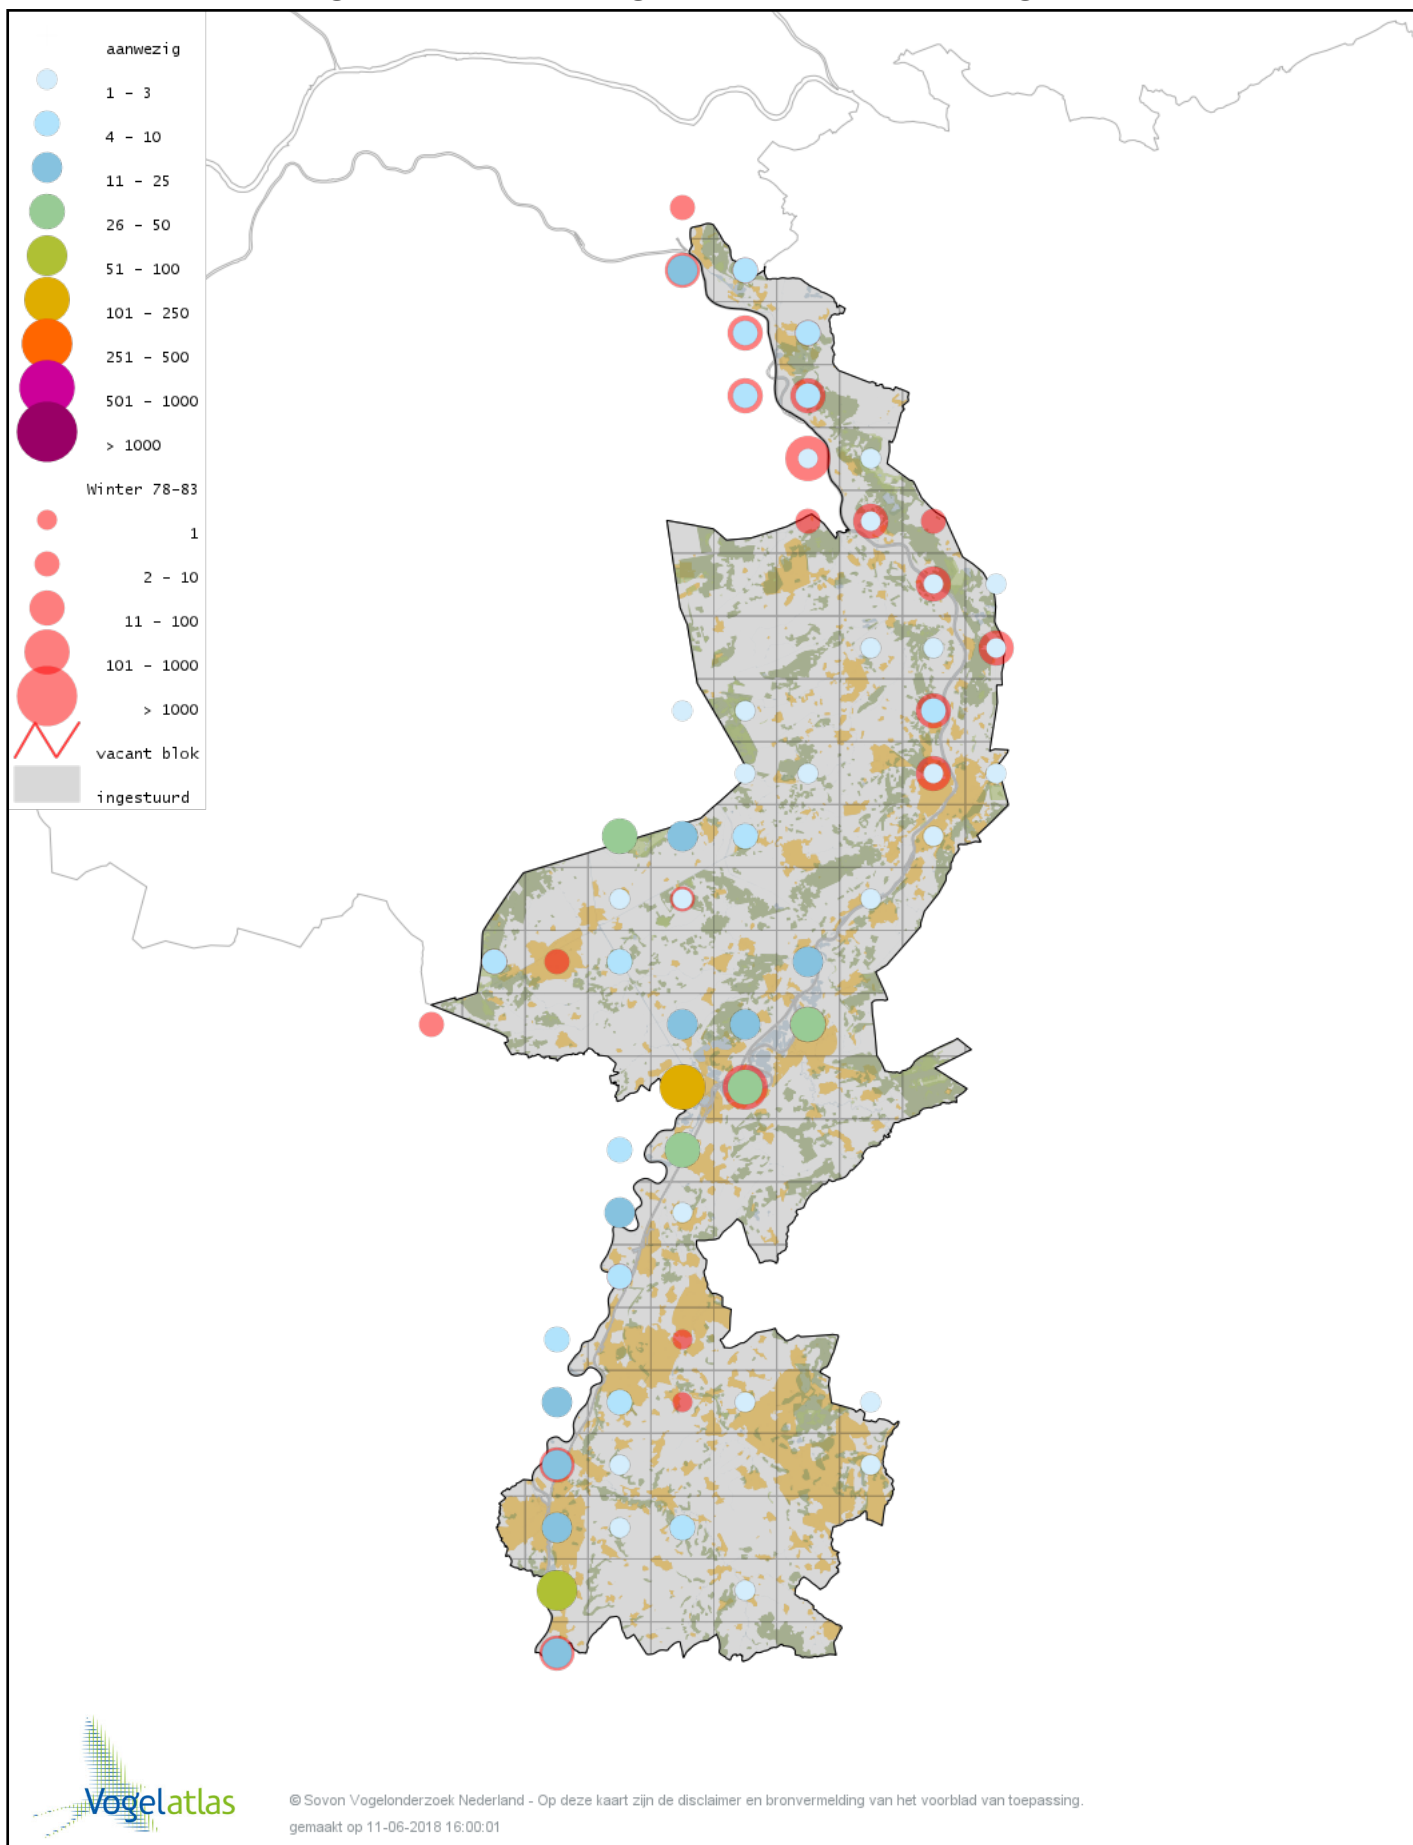 aanwezig
1 – 3
4 – 10
11 – 25
26 – 50
51 – 100
101 – 250
251 – 500
501 – 1000
> 1000
Winter 78-83
1
2 – 10
11 – 100
101 – 1000
> 1000
vacant blok
ingestuurd
Vogelatlas
© Sovon Vogelonderzoek Nederland - Op deze kaart zijn de disclaimer en bronvermelding van het voorblad van toepassing.
gemaakt op 11-06-2018 16:00:01